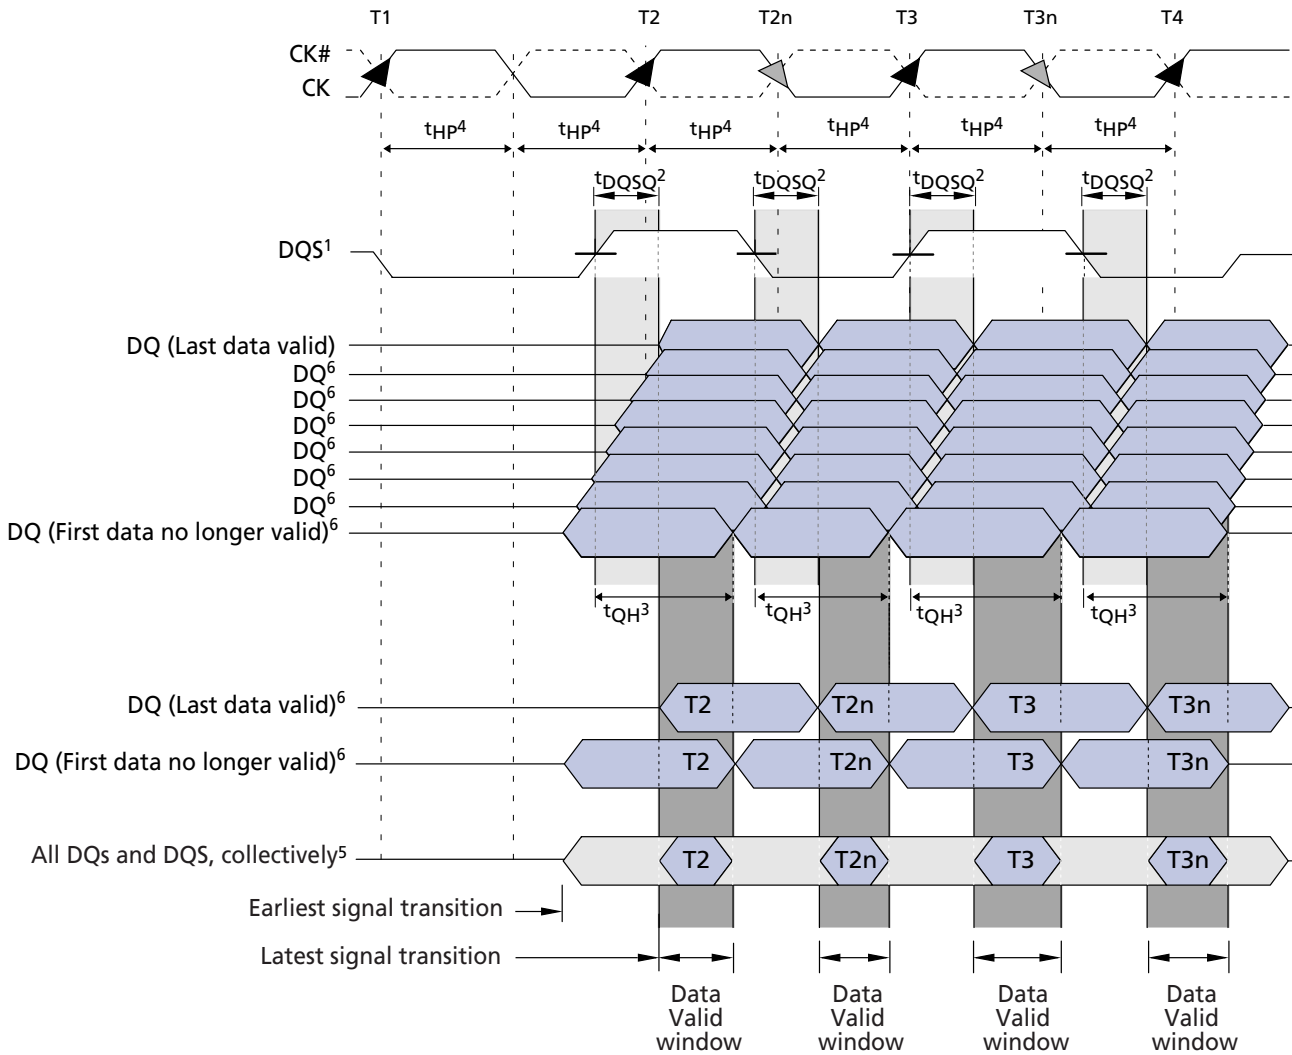 T1 T2 T2n T3 T3n T4
CK#
CK
tHP4 tHP4 tHP4 tHP4 tHP4 tHP4
tDQSQ2 tDQSQ2 tDQSQ2 tDQSQ2
DQS1
DQ (Last data valid)
DQ6
DQ6
DQ6
DQ6
DQ6
DQ6
DQ (First data no longer valid)6
tQH3 tQH3 tQH3 tQH3
DQ (Last data valid)6 T2 T2n T3 T3n
DQ (First data no longer valid)6 T2 T2n T3 T3n
All DQs and DQS, collectively5 T2 T2n T3 T3n
Earliest signal transition
Latest signal transition
Data Data Data Data
Valid Valid Valid Valid
window window window window